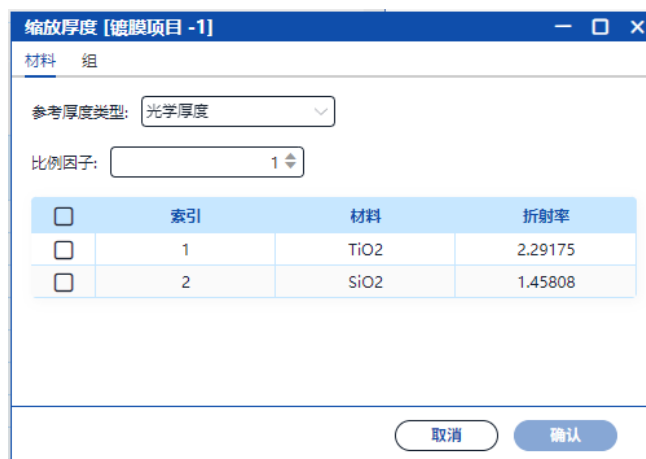 缩放厚度 [镀膜项目 -1]
材料 组
参考厚度类型: 光学厚度
比例因子: 1
索引 材料 折射率
1 TiO2 2.29175
2 SiO2 1.45808
取消 确认